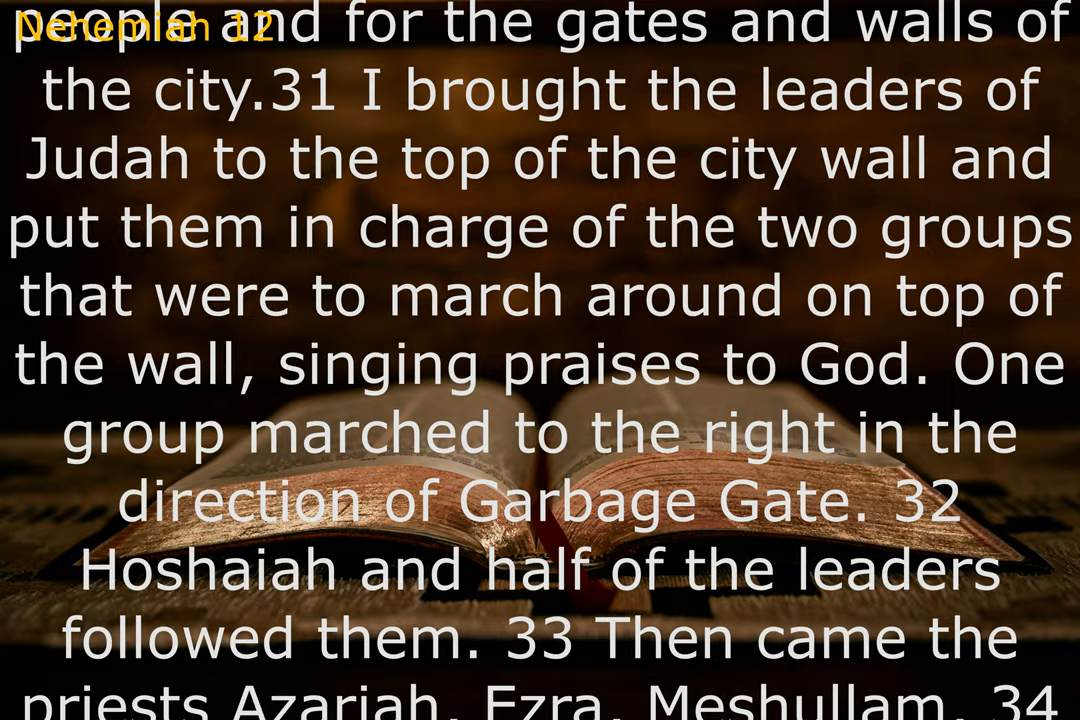 Nehemiah 12
people and for the gates and walls of
the city.31 I brought the leaders of
Judah to the top of the city wall and
put them in charge of the two groups
that were to march around on top of
the wall, singing praises to God. One
group marched to the right in the
direction of Garbage Gate. 32
Hoshaiah and half of the leaders
followed them. 33 Then came the
priests Azariah, Ezra, Meshullam, 34